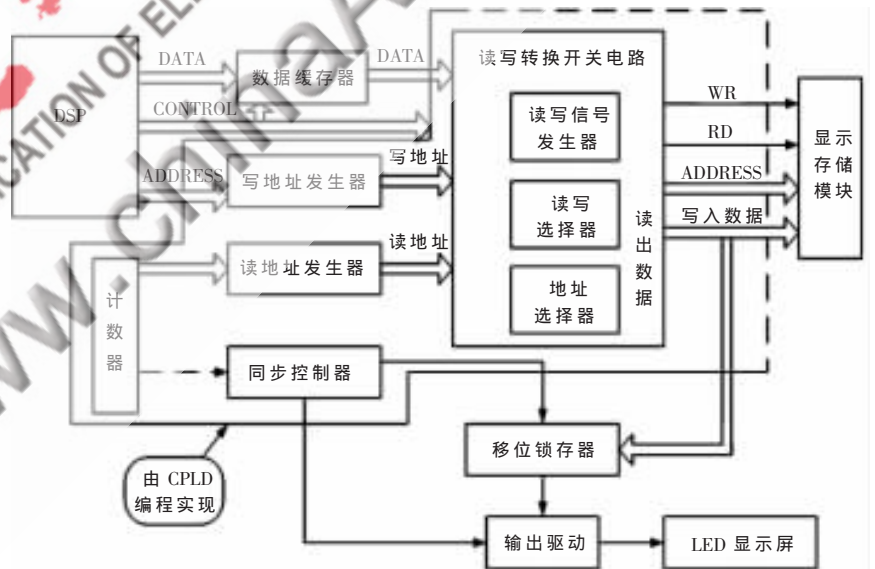 DSP
DATA
数据缓存器
DATA
CONTROL
ADDRESS
写地址发生器
写地址
读地址发生器
读地址
计
数
器
同步控制器
读写转换开关电路
读写信号
发生器
读写
选择器
地址
选择器
读
出
数
据
WR
RD
ADDRESS
写入数据
显示
存储
模块
移位锁存器
由 CPLD
编程实现
输出驱动
LED 显示屏
ICATION OF EL
www.chinaA